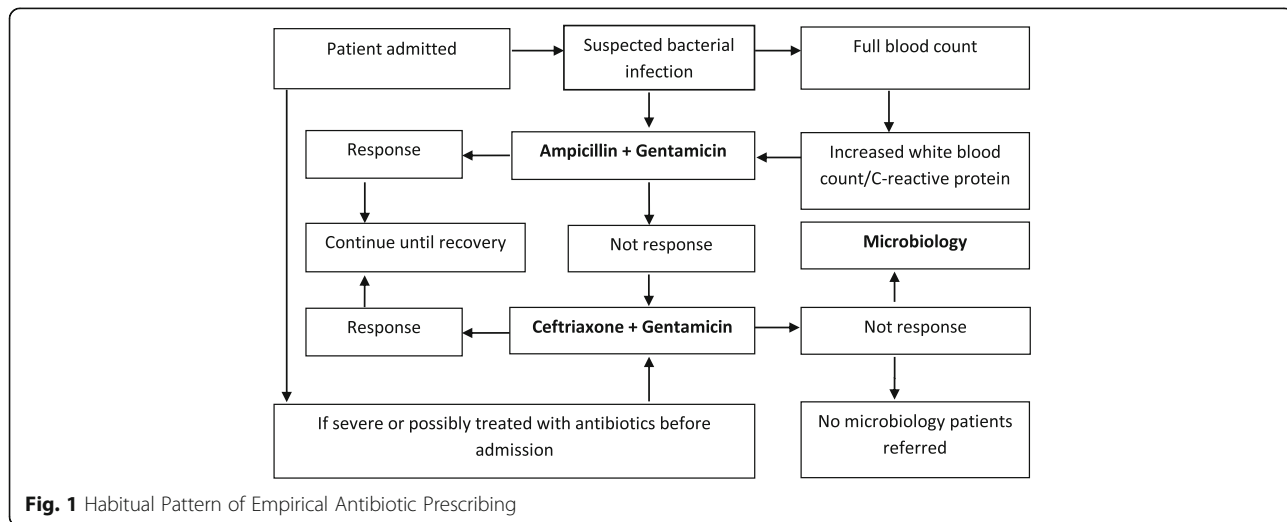 Patient admitted
Suspected bacterial
infection
Full blood count
Response
Ampicillin + Gentamicin
Increased white blood
count/C-reactive protein
Continue until recovery
Not response
Microbiology
Response
Ceftriaxone + Gentamicin
Not response
If severe or possibly treated with antibiotics before
admission
No microbiology patients
referred
Fig. 1 Habitual Pattern of Empirical Antibiotic Prescribing